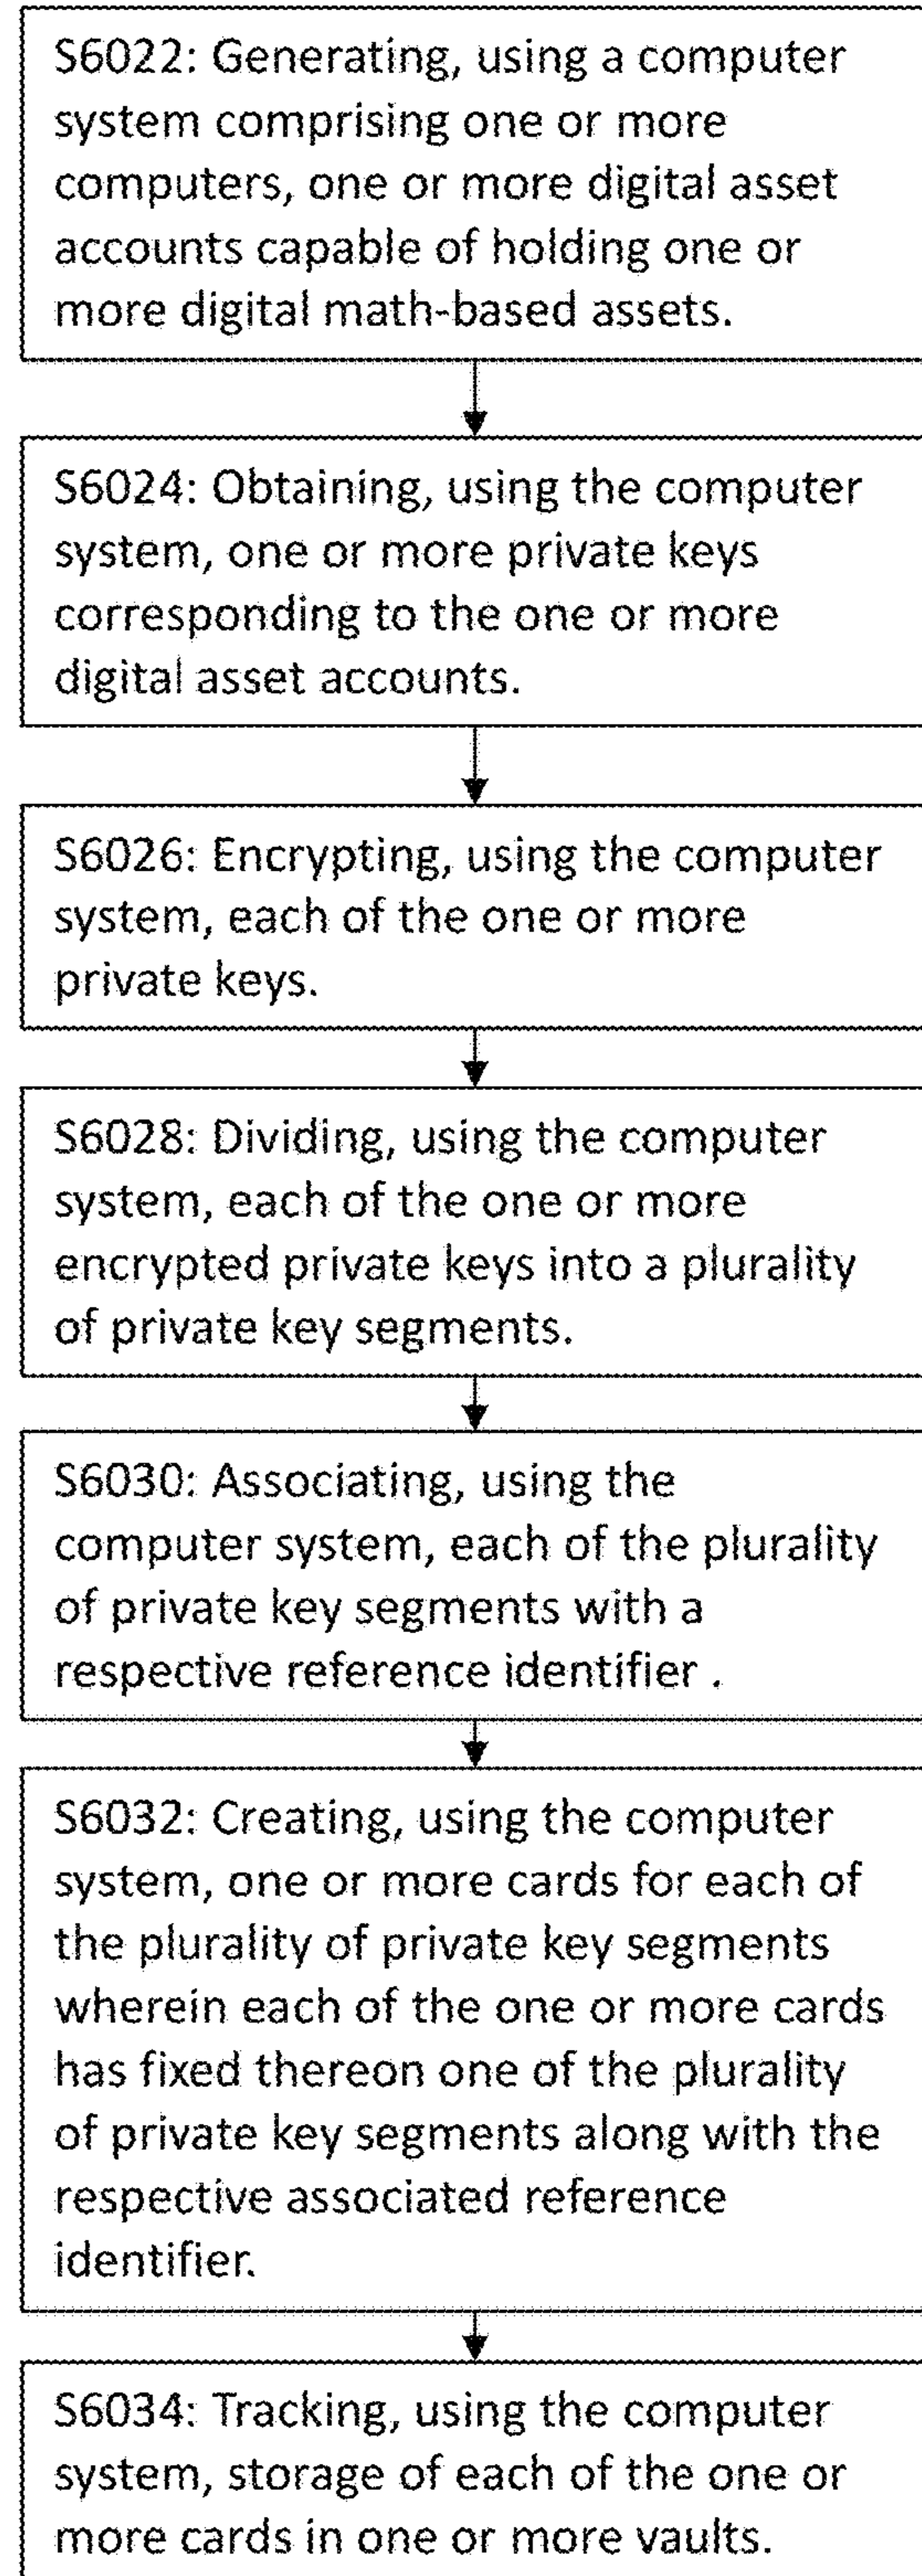 S6022: Generating, using a computer
system comprising one or more
computers, one or more digital asset
accounts capable of holding one or
more digital math-based assets.
S6024: Obtaining, using the computer
system, one or more private keys
corresponding to the one or more
digital asset accounts.
S6026: Encrypting, using the computer
system, each of the one or more
private keys.
S6028: Dividing, using the computer
system, each of the one or more
encrypted private keys into a plurality
of private key segments.
S6030: Associating, using the
computer system, each of the plurality
of private key segments with a
respective reference identifier .
S6032: Creating, using the computer
system, one or more cards for each of
the plurality of private key segments
wherein each of the one or more cards
has fixed thereon one of the plurality
of private key segments along with the
respective associated reference
identifier.
S6034: Tracking, using the computer
system, storage of each of the one or
more cards in one or more vaults.